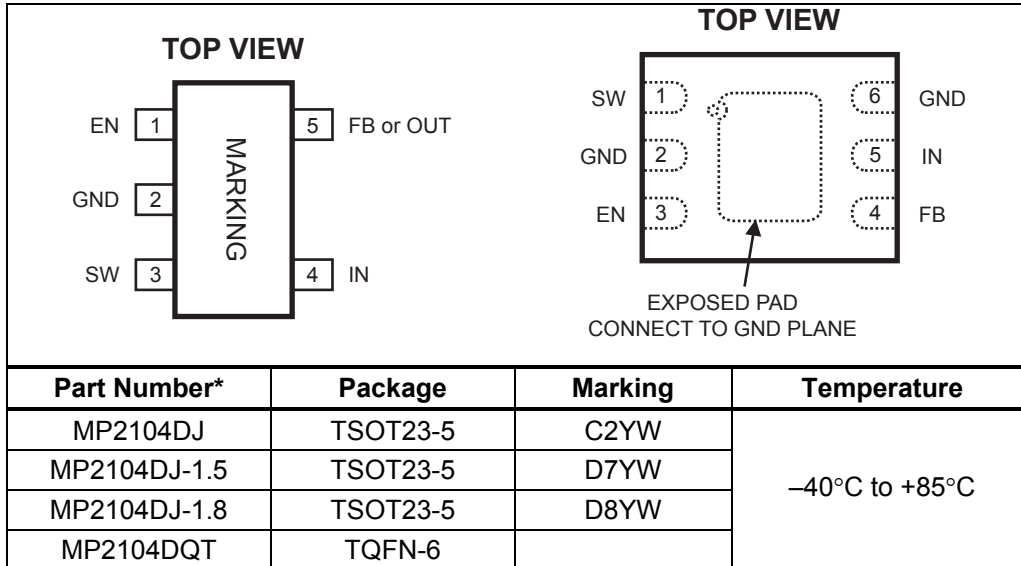 TOP VIEW
EN 1
GND 2
SW 3
MARKING
5 FB or OUT
4 IN
TOP VIEW
SW 1
GND 2
EN 3
6 GND
5 IN
4 FB
EXPOSED PAD
CONNECT TO GND PLANE
Part Number* Package Marking Temperature
MP2104DJ TSOT23-5 C2YW
MP2104DJ-1.5 TSOT23-5 D7YW
–40°C to +85°C
MP2104DJ-1.8 TSOT23-5 D8YW
MP2104DQT TQFN-6